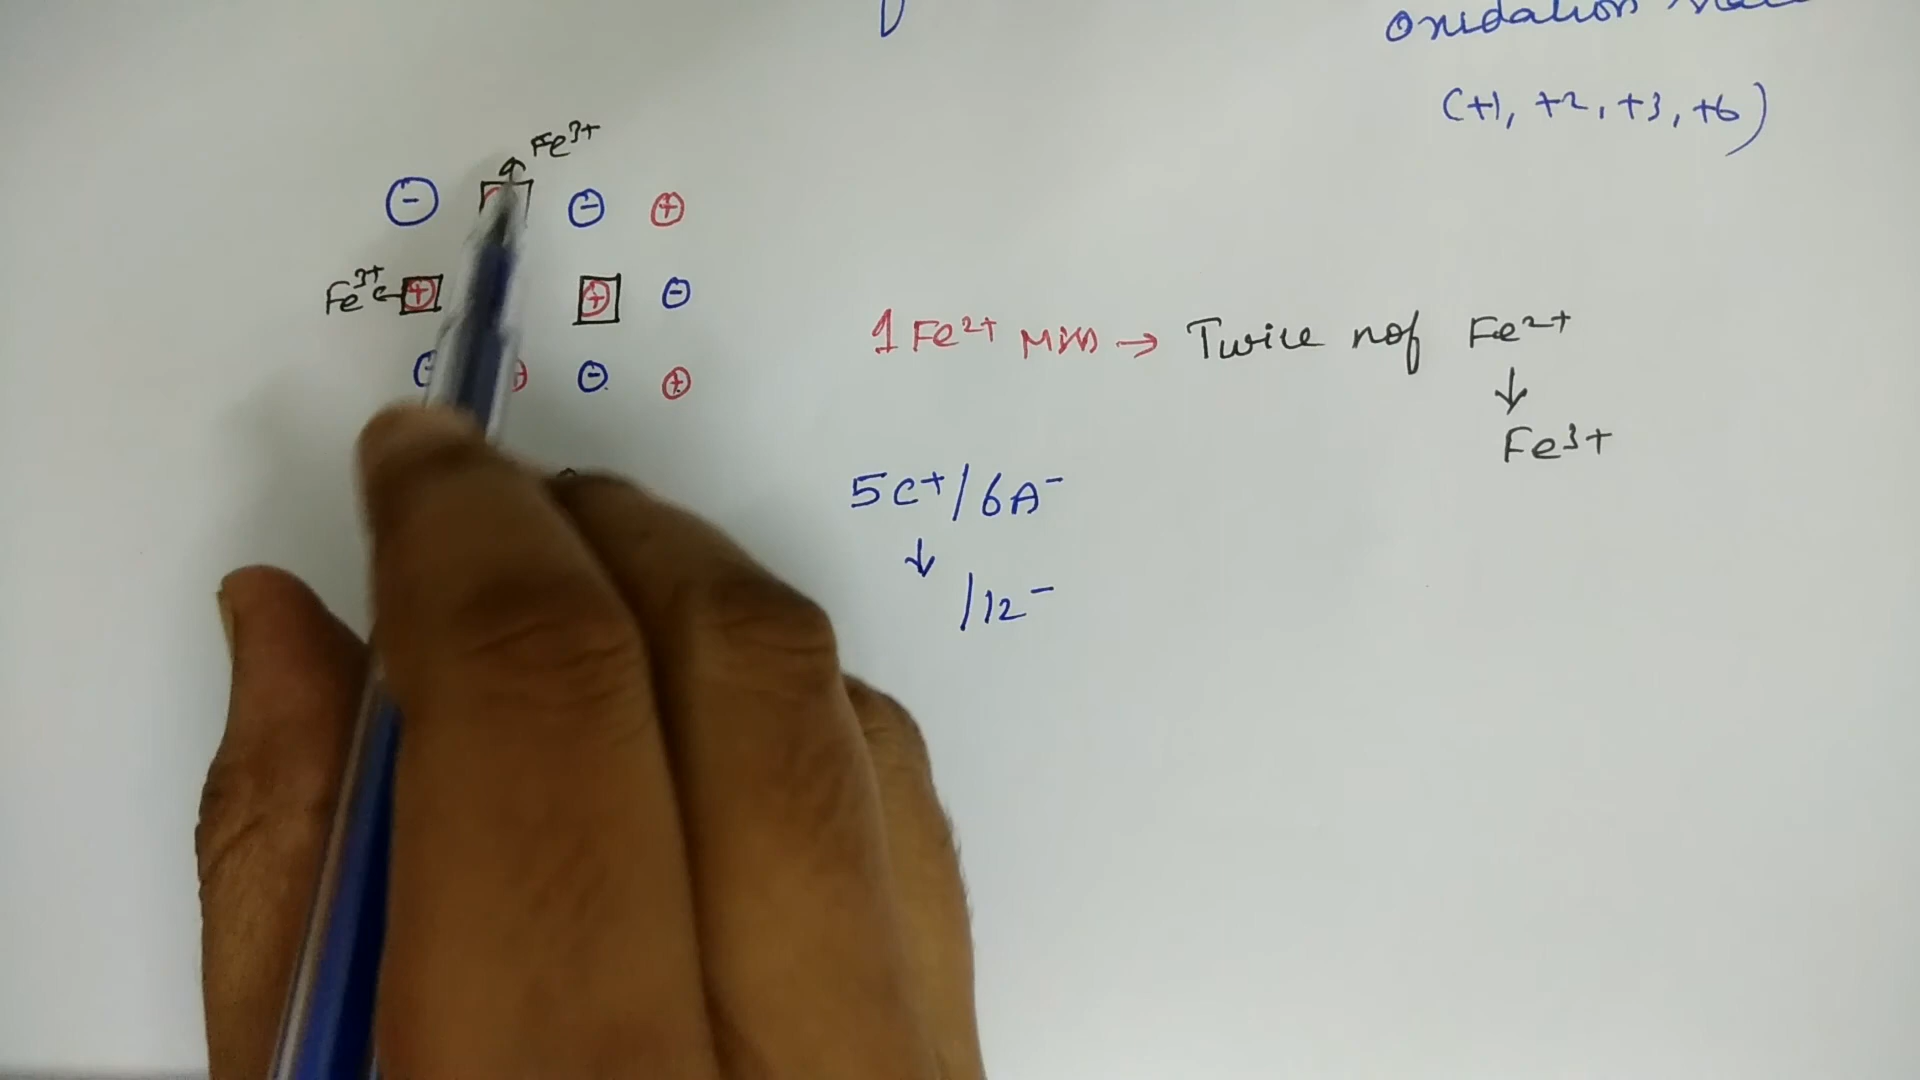 Oxidation
(+1, +2, +3, +6)
Fe³⁺
⊖ ⊖ ⊕
Fe³⁺ ⊕ ⊕ ⊖
⊖ ⊕
1 Fe²⁺ Miss → Twice no of Fe²⁺
↓
Fe³⁺
5C⁺/6A⁻
↓
/12⁻